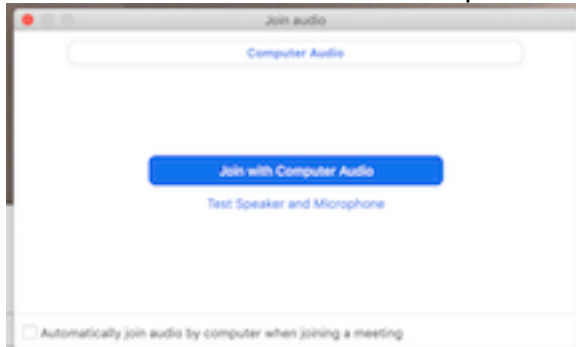 Join audio
Computer Audio
Join with Computer Audio
Test Speaker and Microphone
Automatically join audio by computer when joining a meeting